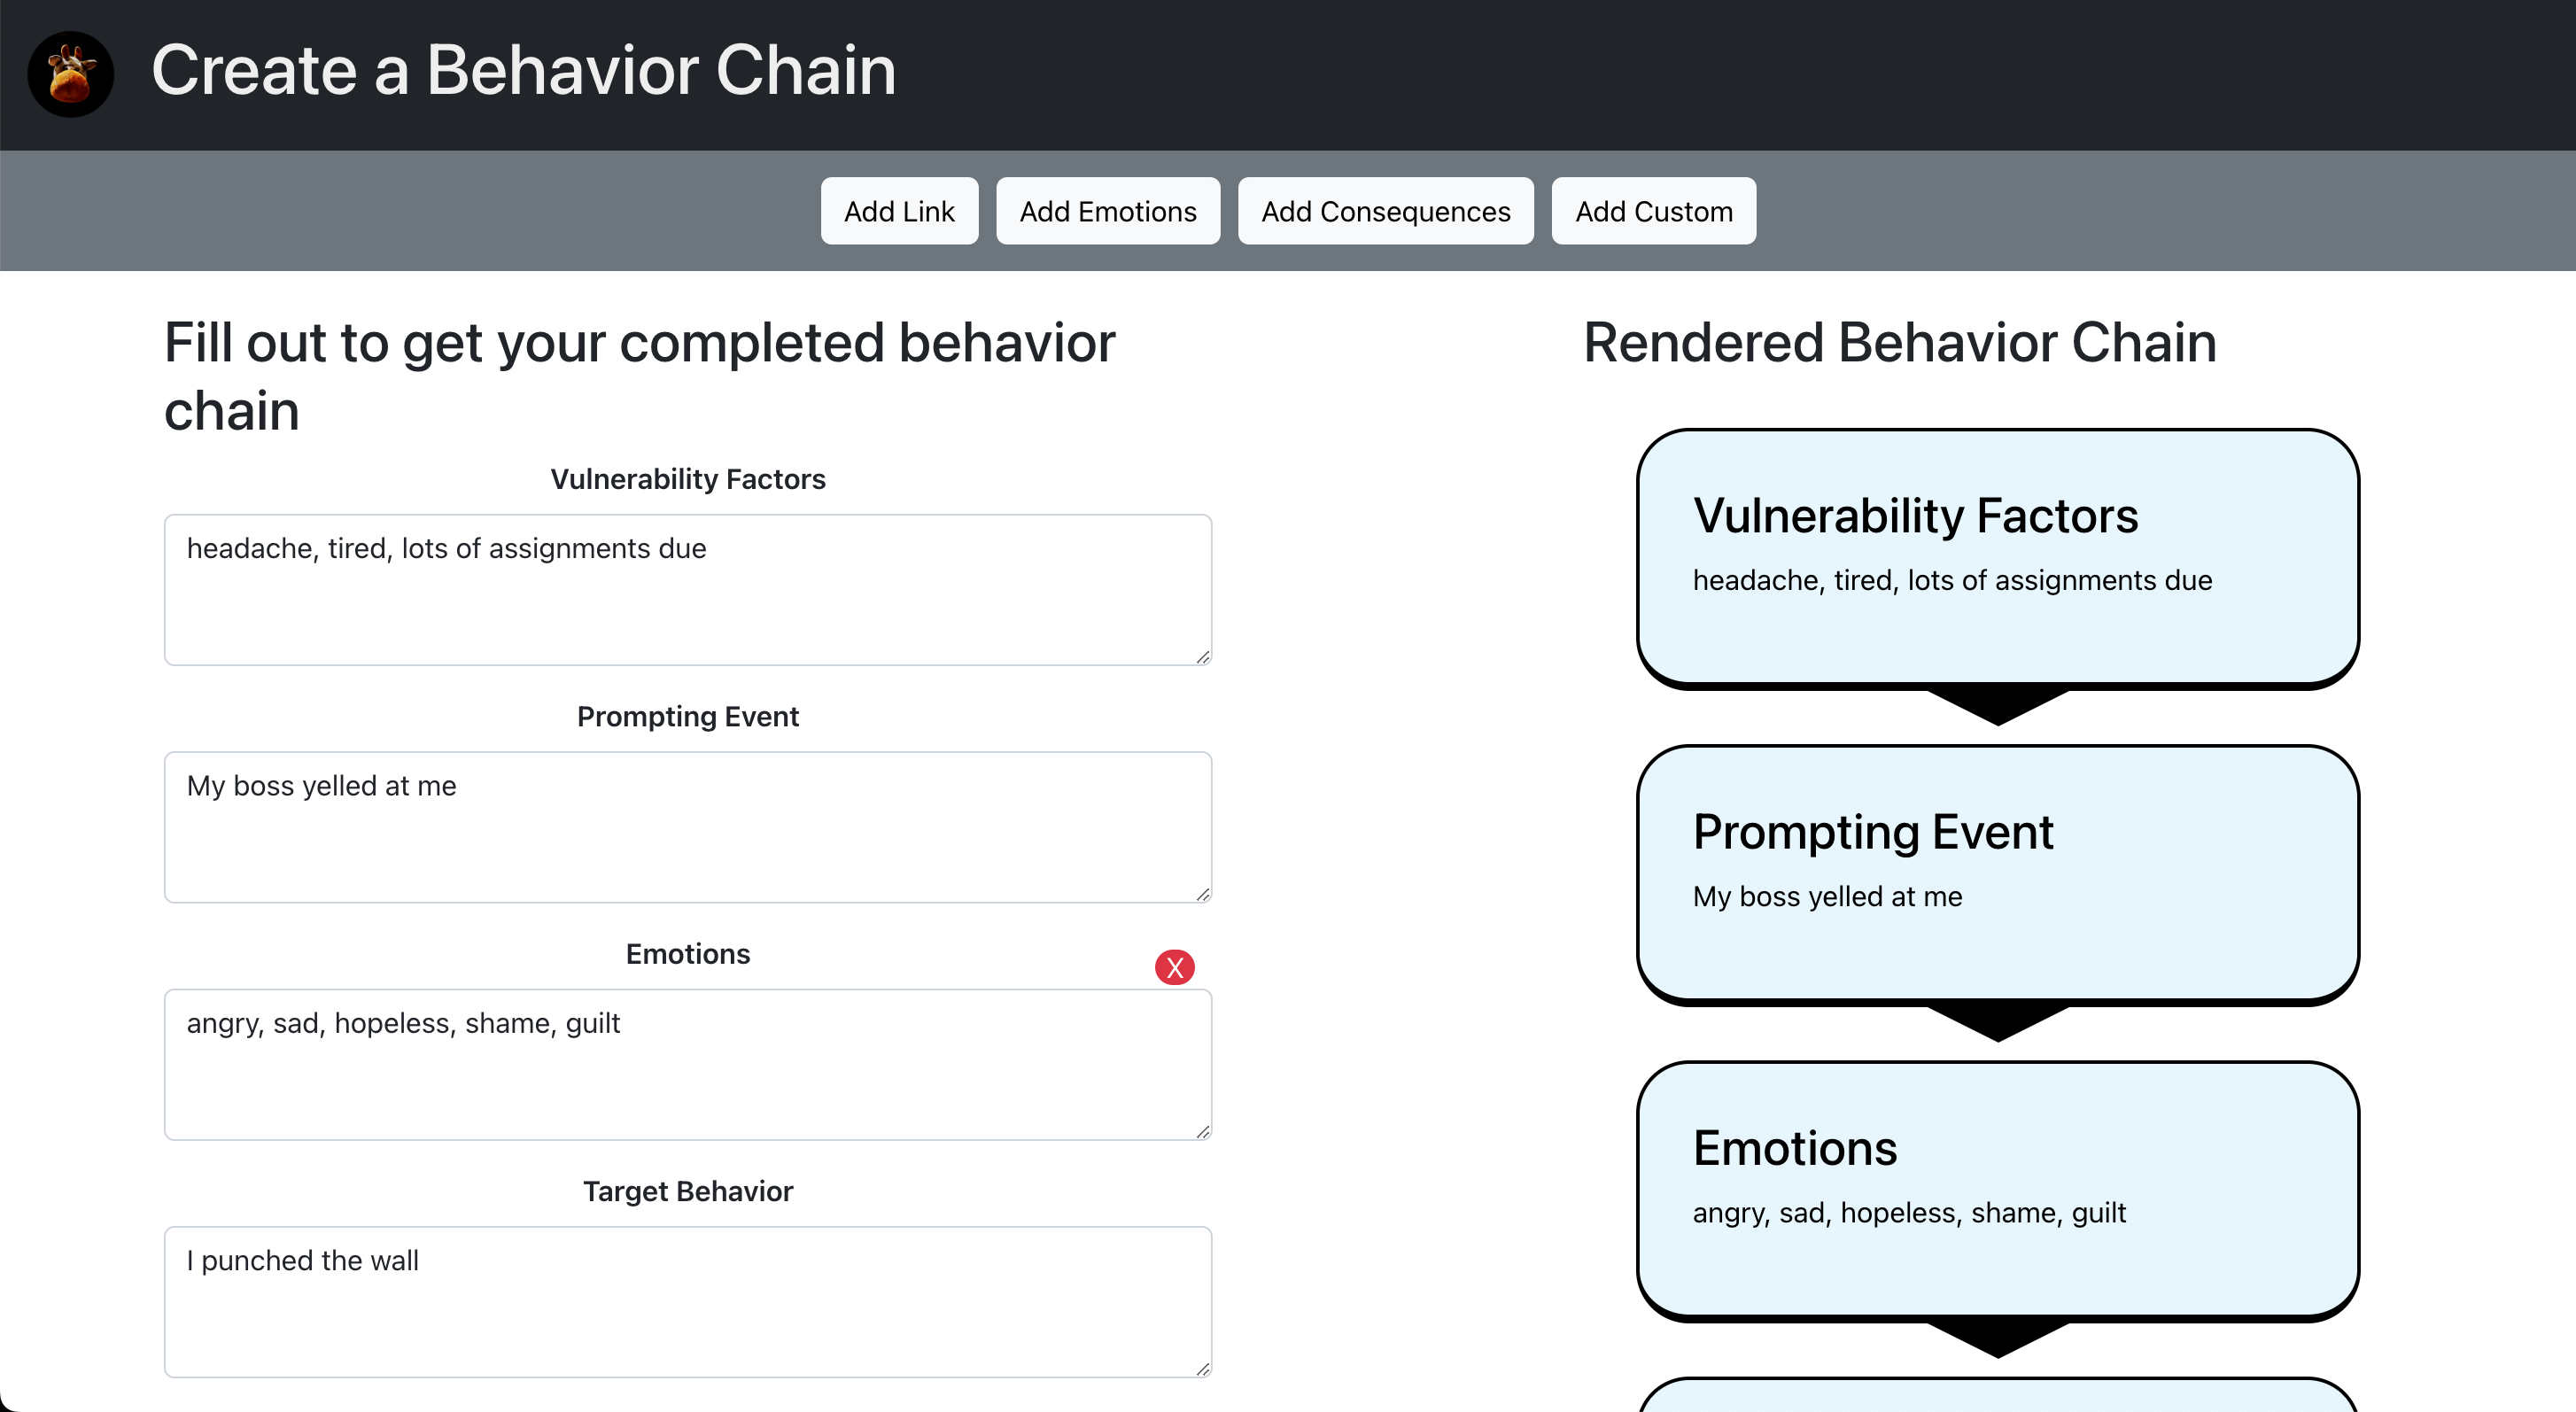 Create a Behavior Chain
Add Link
Add Emotions
Add Consequences
Add Custom
Fill out to get your completed behavior
chain
Vulnerability Factors
headache, tired, lots of assignments due
Prompting Event
My boss yelled at me
Emotions
X
angry, sad, hopeless, shame, guilt
Target Behavior
I punched the wall
Rendered Behavior Chain
Vulnerability Factors
headache, tired, lots of assignments due
Prompting Event
My boss yelled at me
Emotions
angry, sad, hopeless, shame, guilt